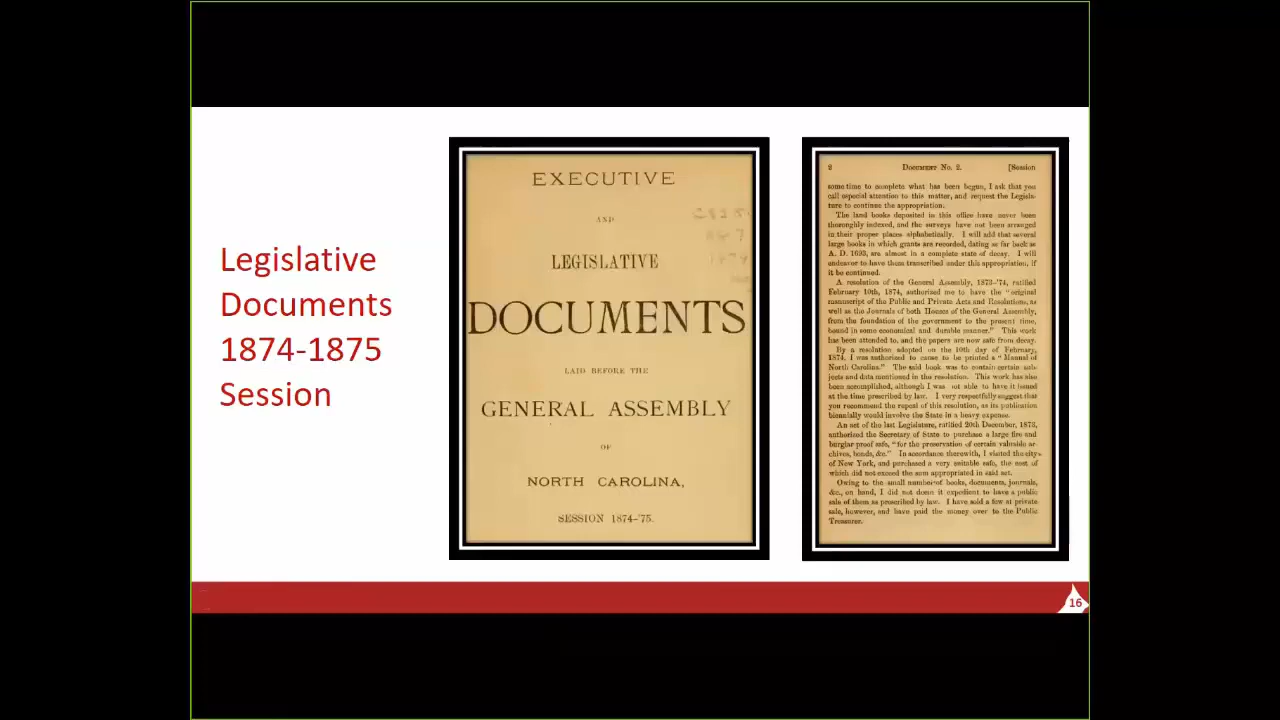 Legislative
Documents
1874-1875
Session
EXECUTIVE
AND
LEGISLATIVE
DOCUMENTS
LAID BEFORE THE
GENERAL ASSEMBLY
OF
NORTH CAROLINA,
SESSION 1874-'75.
2 DOCUMENT No. 2. [Session
some time to complete what has been begun, I ask that you
call especial attention to this matter, and request the Legisla-
ture to continue the appropriation.
The land books deposited in this office have never been
thoroughly indexed, and the surveys have not been arranged
in their proper places alphabetically. I will add that several
large books in which grants are recorded, dating as far back as
A. D. 1693, are almost in a complete state of decay. I will
endeavor to have them transcribed under this appropriation, if
it be continued.
A resolution of the General Assembly, 1873-'74, ratified
February 10th, 1874, authorized me to have the "original
manuscript of the Public and Private Acts and Resolutions, as
well as the Journals of both Houses of the General Assembly,
from the foundation of the government to the present time,
bound in some economical and durable manner." This work
has been attended to, and the papers are now safe from decay.
By a resolution adopted on the 10th day of February,
1874, I was authorized to cause to be printed a "Manual of
North Carolina." The said book was to contain certain sub-
jects and data mentioned in the resolution. This work has also
been accomplished, although I was not able to have it issued
at the time prescribed by law. I very respectfully suggest that
you recommend the repeal of this resolution, as its publication
biennially would involve the State in a heavy expense.
An act of the last Legislature, ratified 20th December, 1873,
authorized the Secretary of State to purchase a large fire and
burglar-proof safe, "for the preservation of certain valuable ar-
chives, bonds, &c." In accordance therewith, I visited the city
of New York, and purchased a very suitable safe, the cost of
which did not exceed the sum appropriated in said act.
Owing to the small number of books, documents, journals,
&c., on hand, I did not deem it expedient to have a public
sale of them as prescribed by law. I have sold a few at private
sale, however, and have paid the money over to the Public
Treasurer.
16